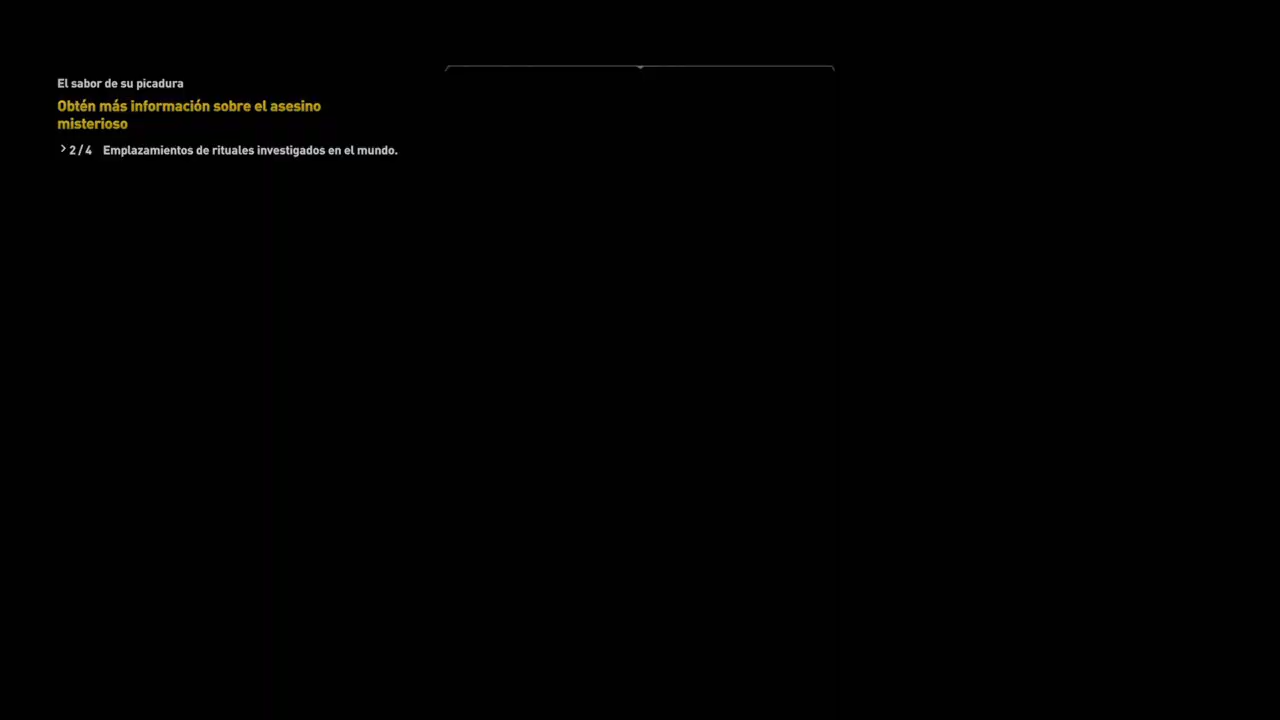 El sabor de su picadura
Obtén más información sobre el asesino
misterioso
> 2 / 4 Emplazamientos de rituales investigados en el mundo.